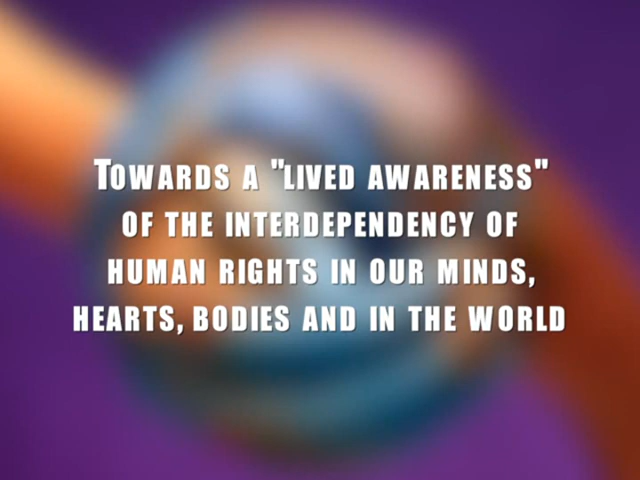 TOWARDS A "LIVED AWARENESS"
OF THE INTERDEPENDENCY OF
HUMAN RIGHTS IN OUR MINDS,
HEARTS, BODIES AND IN THE WORLD